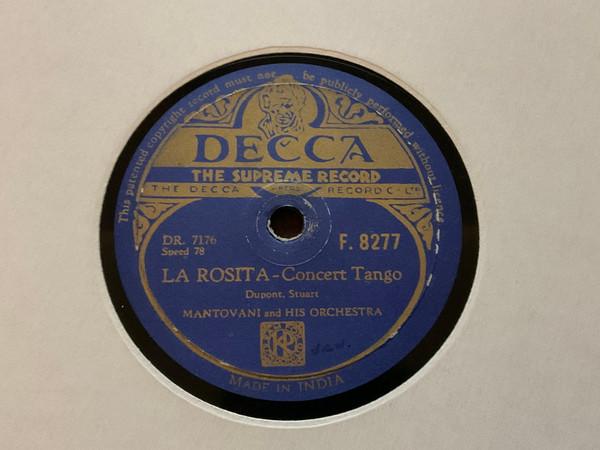 This patented copyright record must not be publicly performed without licence
DECCA
THE SUPREME RECORD
THE DECCA RECORD Co LTD
DR. 7176
Speed 78
F. 8277
LA ROSITA - Concert Tango
Dupont, Stuart
MANTOVANI and HIS ORCHESTRA
MADE IN INDIA